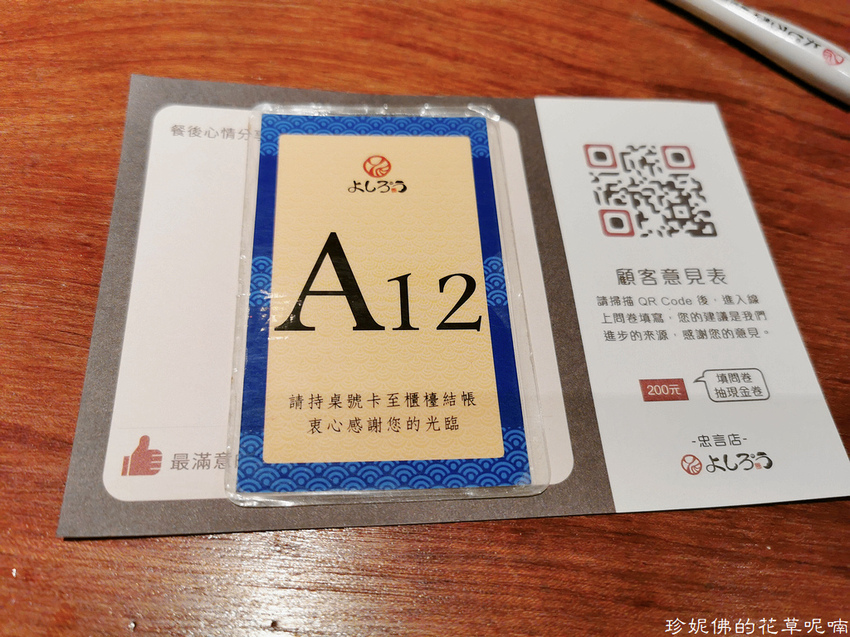 餐後心情分享
よしろう
A12
請持桌號卡至櫃檯結帳
衷心感謝您的光臨
最滿意
顧客意見表
請掃描 QR Code 後，進入線
上問卷填寫，您的建議是我們
進步的來源，感謝您的意見。
200元
填問卷
抽現金卷
-忠言店-
よしろう
珍妮佛的花草呢喃